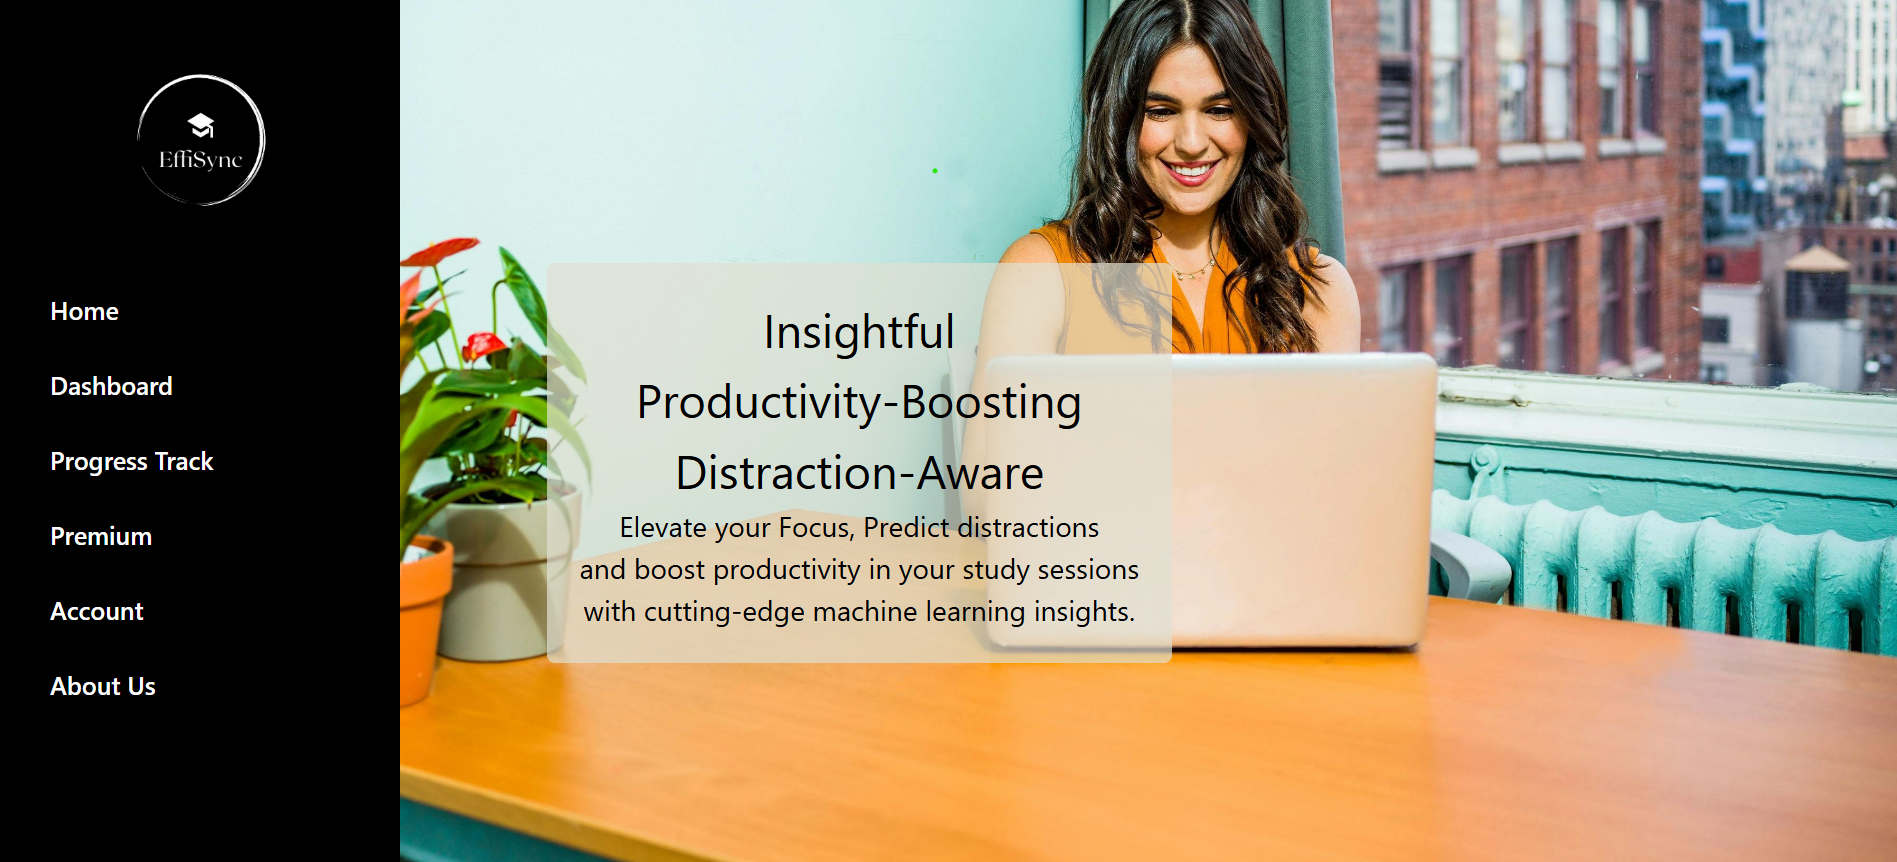 EffiSync
Home
Dashboard
Progress Track
Premium
Account
About Us
Insightful
Productivity-Boosting
Distraction-Aware
Elevate your Focus, Predict distractions
and boost productivity in your study sessions
with cutting-edge machine learning insights.